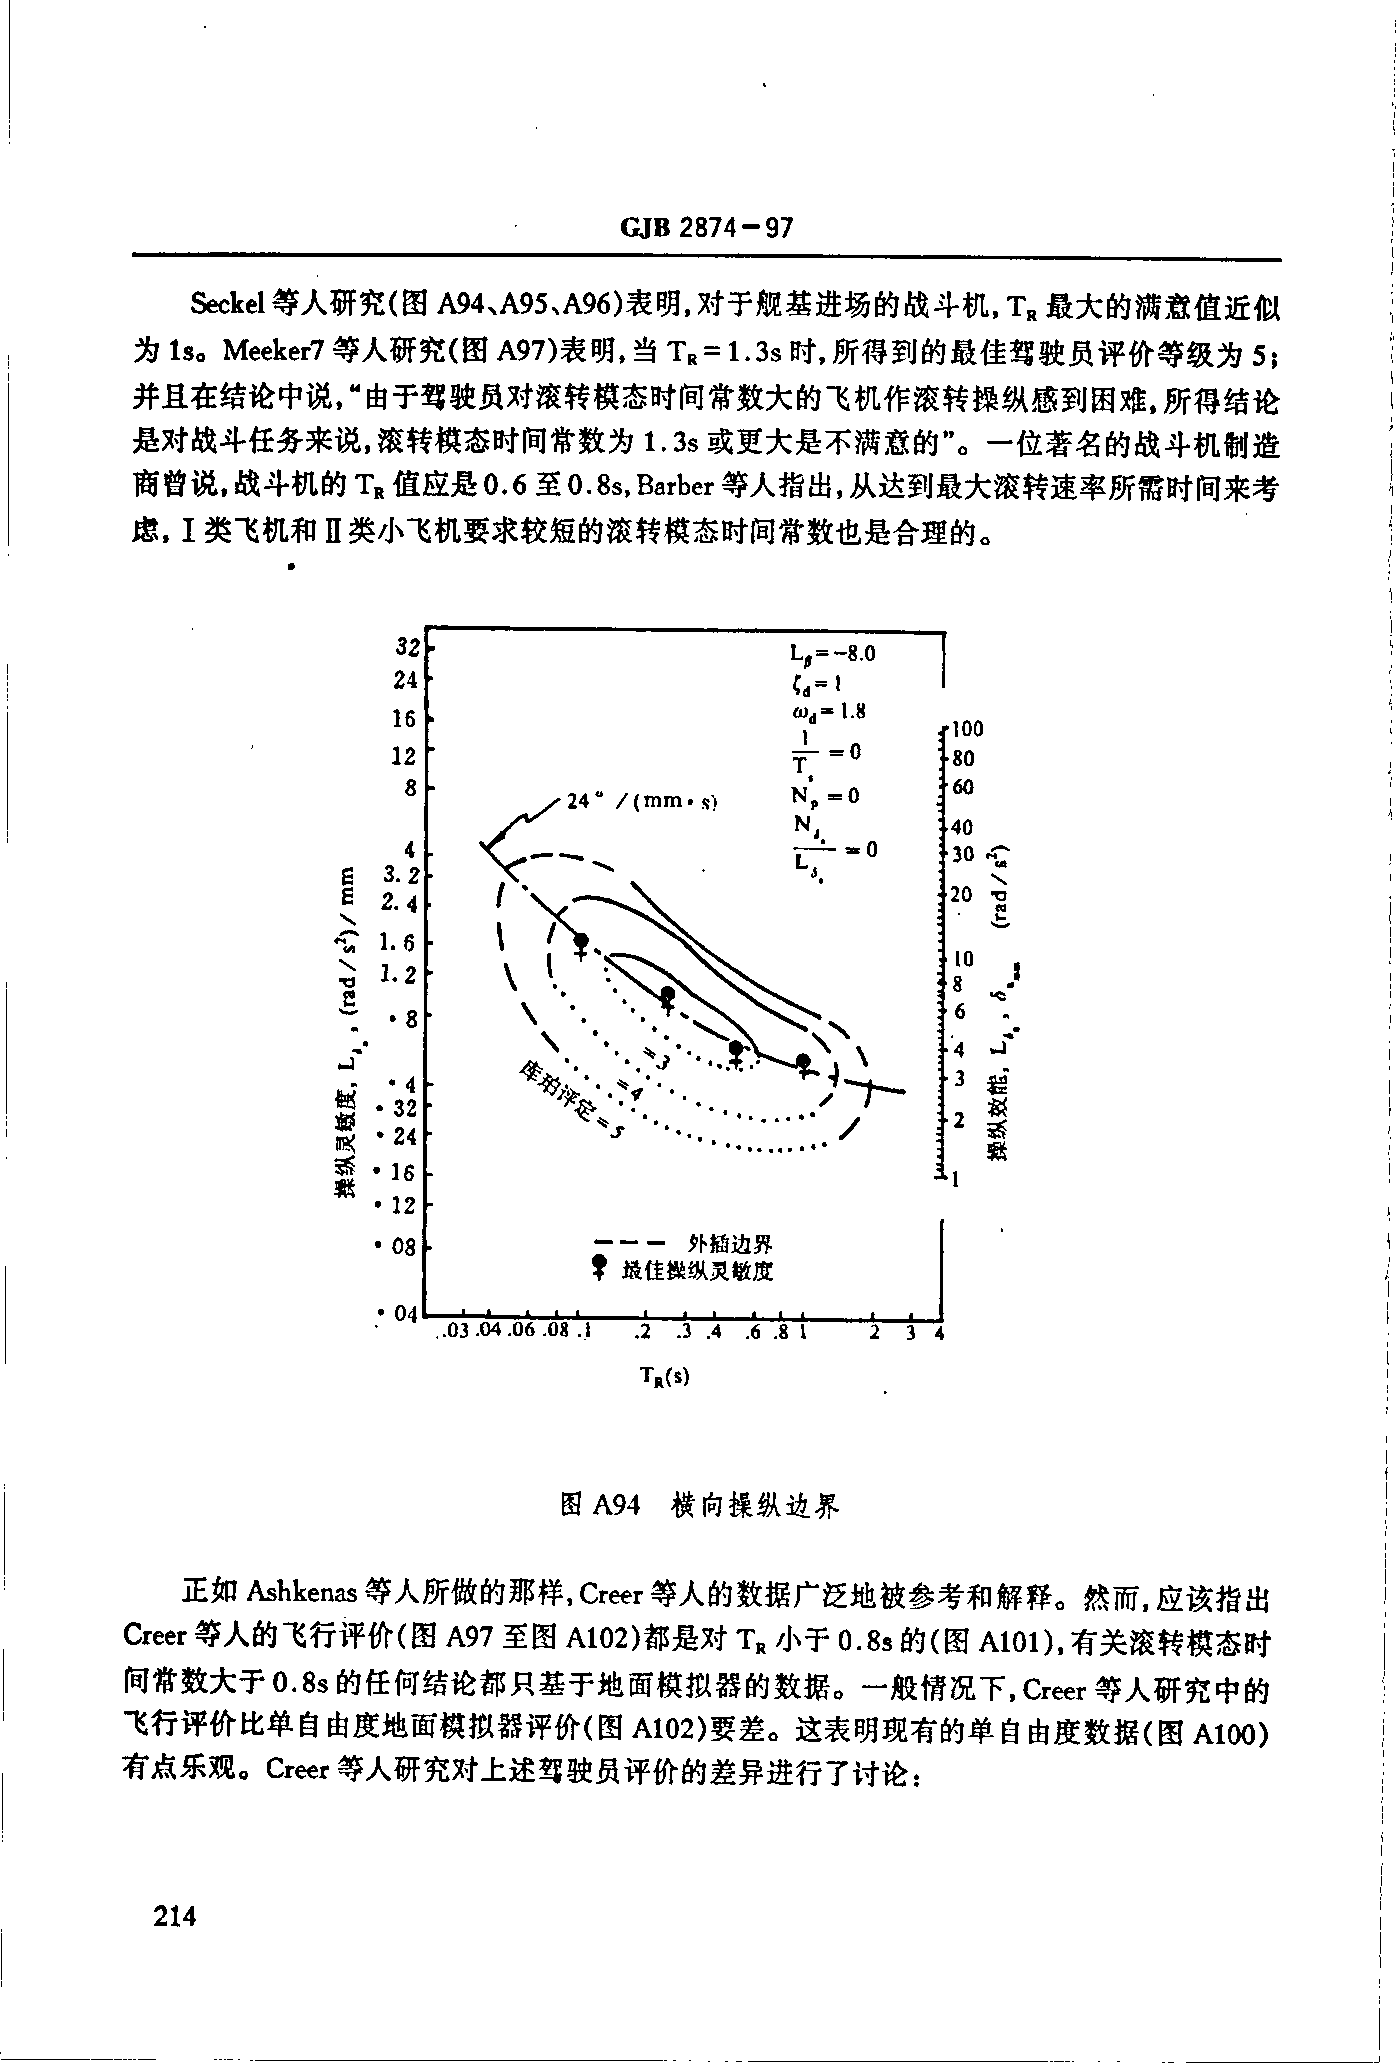 GJB 2874-97
Seckel 等人研究(图 A94、A95、A96)表明,对于舰基进场的战斗机, T_R 最大的满意值近似
为 1s。Meeker7 等人研究(图 A97)表明,当 T_R = 1.3s 时,所得到的最佳驾驶员评价等级为 5;
并且在结论中说,“由于驾驶员对滚转模态时间常数大的飞机作滚转操纵感到困难,所得结论
是对战斗任务来说,滚转模态时间常数为 1.3s 或更大是不满意的”。一位著名的战斗机制造
商曾说,战斗机的 T_R 值应是 0.6 至 0.8s, Barber 等人指出,从达到最大滚转速率所需时间来考
虑, I 类飞机和 II 类小飞机要求较短的滚转模态时间常数也是合理的。
32
24
16
12
8
4
3.2
2.4
1.6
1.2
.8
.4
.32
.24
.16
.12
.08
.04
操纵灵敏度, L_δa, (rad/s²)/mm
L_β = -8.0
ζ_d = 1
ω_d = 1.8
1/T_s = 0
N_p = 0
N_δa/L_δa = 0
24°/(mm·s)
100
80
60
40
30
20
10
8
6
4
3
2
1
操纵效能, L_δa, δ_amax (rad/s²)
=3
=4
库珀评定=5
--- 外插边界
最佳操纵灵敏度
.03 .04 .06 .08 .1 .2 .3 .4 .6 .8 1 2 3 4
T_R(s)
图 A94 横向操纵边界
正如 Ashkenas 等人所做的那样, Creer 等人的数据广泛地被参考和解释。然而,应该指出
Creer 等人的飞行评价(图 A97 至图 A102)都是对 T_R 小于 0.8s 的(图 A101),有关滚转模态时
间常数大于 0.8s 的任何结论都只基于地面模拟器的数据。一般情况下, Creer 等人研究中的
飞行评价比单自由度地面模拟器评价(图 A102)要差。这表明现有的单自由度数据(图 A100)
有点乐观。Creer 等人研究对上述驾驶员评价的差异进行了讨论:
214